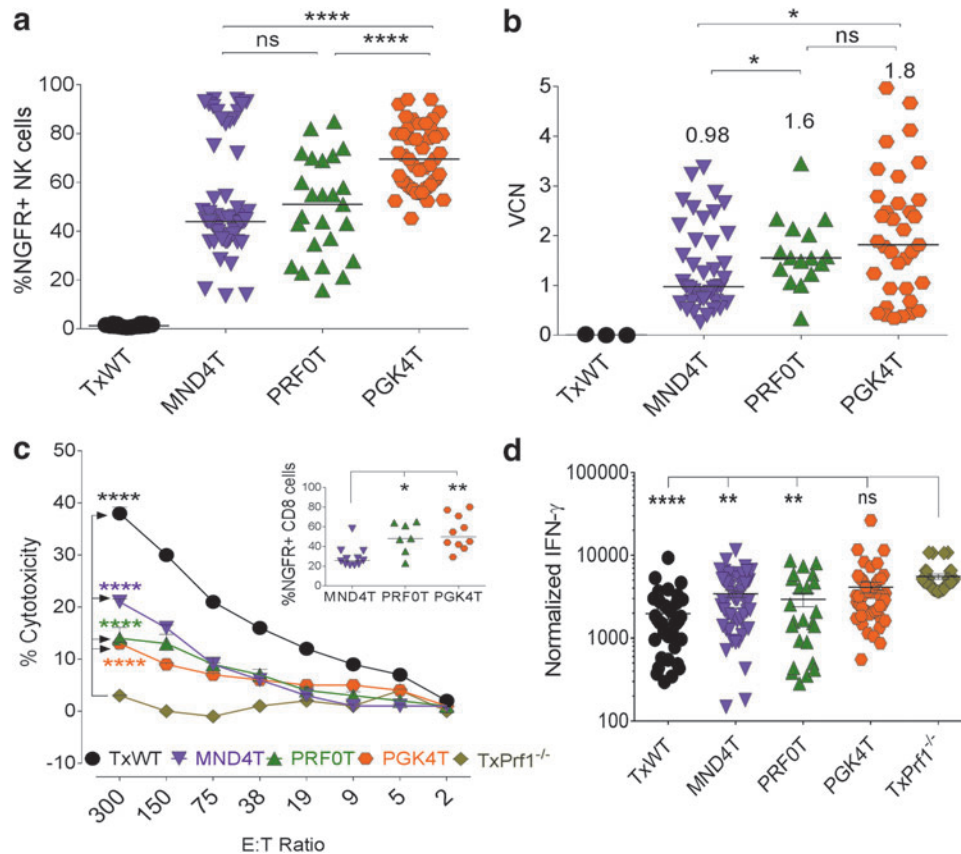 a
****
ns
****
%NGFR+ NK cells
100
80
60
40
20
0
TxWT
MND4T
PRF0T
PGK4T
b
*
ns
*
1.8
1.6
0.98
VCN
5
4
3
2
1
0
TxWT
MND4T
PRF0T
PGK4T
c
% Cytotoxicity
50
40
30
20
10
0
-10
****
****
****
****
%NGFR+ CD8 cells
100
80
60
40
20
0
*
**
MND4T PRF0T PGK4T
TxWT MND4T PRF0T PGK4T TxPrf1-/-
300
150
75
38
19
9
5
2
E:T Ratio
d
Normalized IFN-γ
100000
10000
1000
100
**** ** ** ns
TxWT
MND4T
PRF0T
PGK4T
TxPrf1-/-